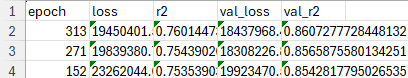 1 epoch loss r2 val_loss val_r2
2 313 19450401. 0.7601447 18437968. 0.8607277728448132
3 271 19839380. 0.7543902 18308226. 0.8565875580134251
4 152 23262044. 0.7535390 19923470. 0.8542817795026535